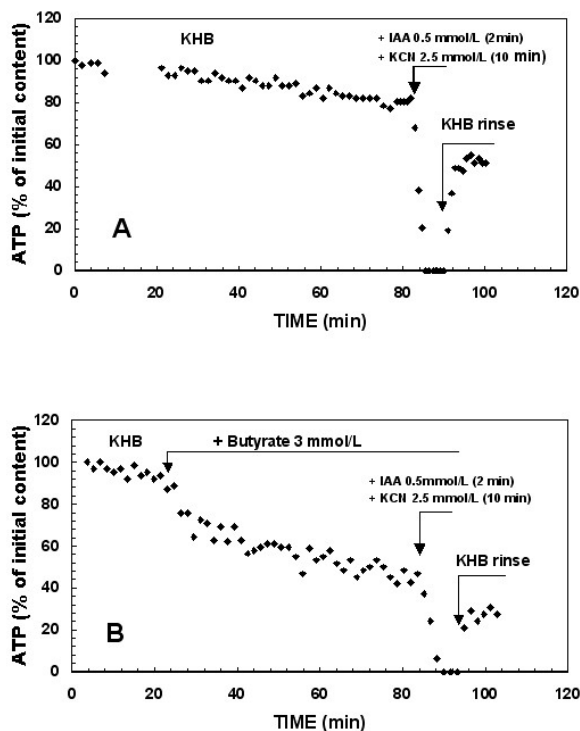 120
KHB
+ IAA 0.5 mmol/L (2min)
+ KCN 2.5 mmol/L (10 min)
100
80
KHB rinse
60
40
A
20
0
0 20 40 60 80 100 120
TIME (min)
ATP (% of initial content)
120
KHB
+ Butyrate 3 mmol/L
100
+ IAA 0.5mmol/L (2 min)
+ KCN 2.5 mmol/L (10 min)
80
60
KHB rinse
40
20
B
0
0 20 40 60 80 100 120
TIME (min)
ATP (% of initial content)